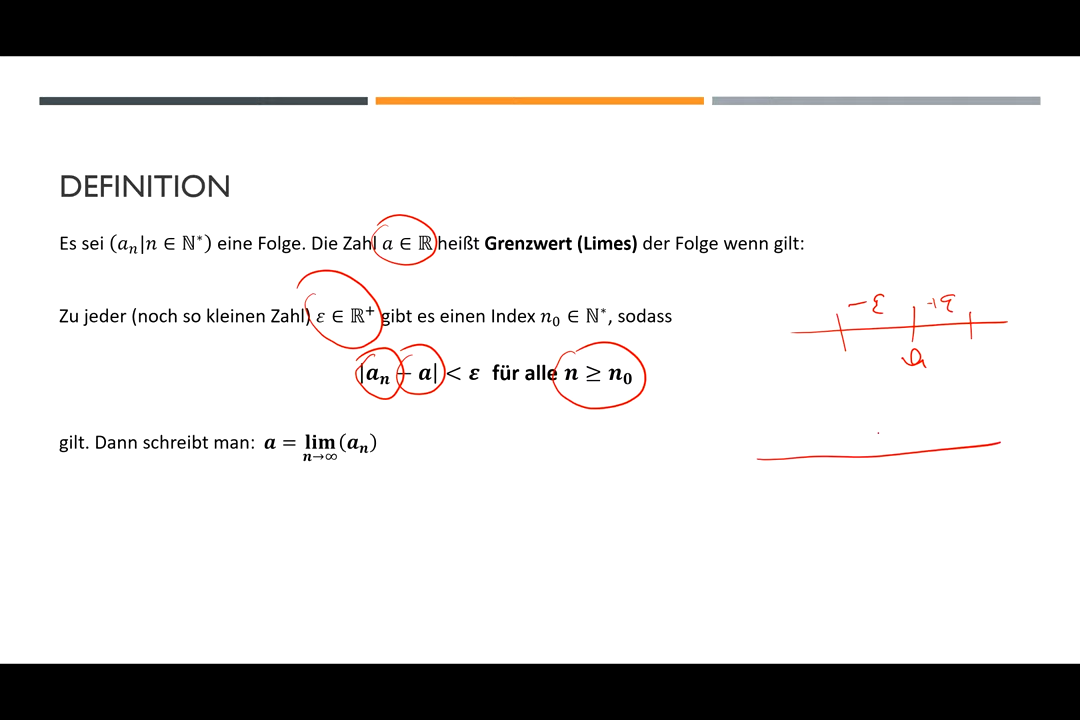 DEFINITION
Es sei (aₙ|n ∈ ℕ*) eine Folge. Die Zahl a ∈ ℝ heißt Grenzwert (Limes) der Folge wenn gilt:
Zu jeder (noch so kleinen Zahl) ε ∈ ℝ⁺ gibt es einen Index n₀ ∈ ℕ*, sodass
−ε +ε
a
|aₙ − a| < ε für alle n ≥ n₀
gilt. Dann schreibt man: a = lim n→∞ (aₙ)